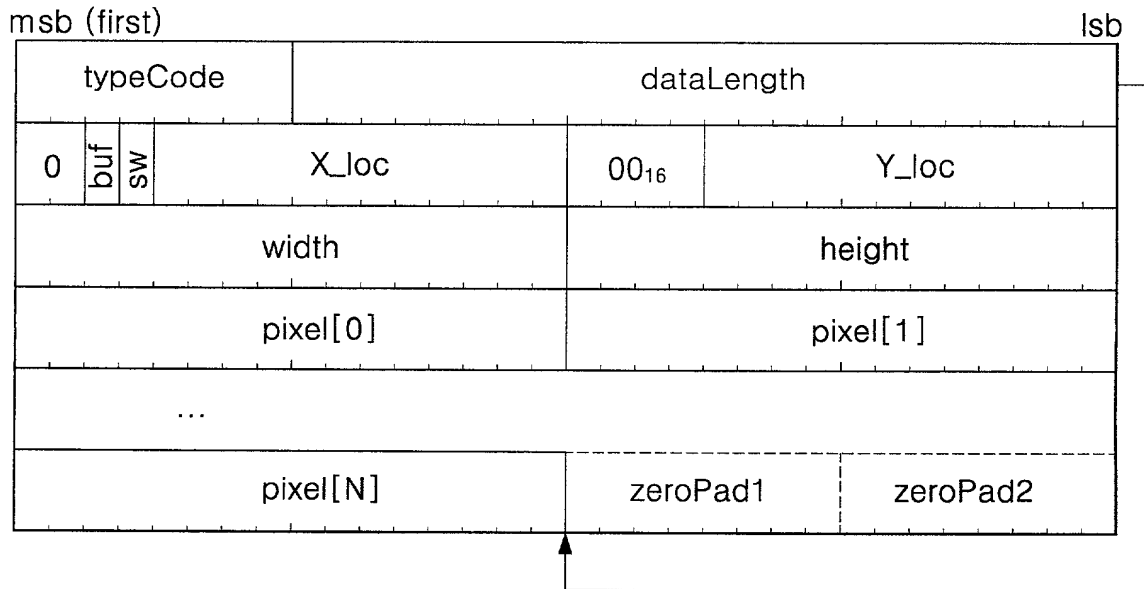 msb (first) lsb
typeCode dataLength
0 buf sw X_loc 00₁₆ Y_loc
width height
pixel[0] pixel[1]
...
pixel[N] zeroPad1 zeroPad2